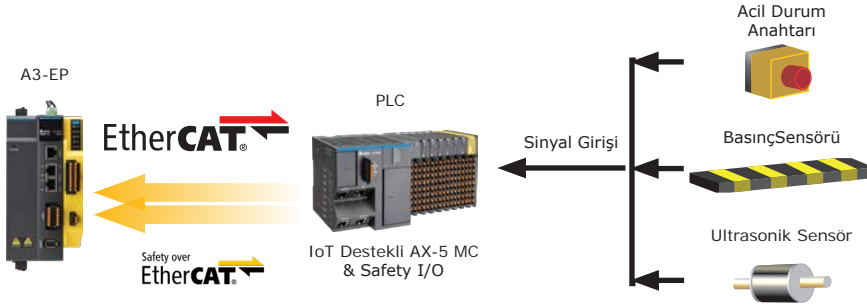 A3-EP
EtherCAT®
Safety over
EtherCAT®
PLC
IoT Destekli AX-5 MC
& Safety I/O
Sinyal Girişi
Acil Durum
Anahtarı
BasınçSensörü
Ultrasonik Sensör